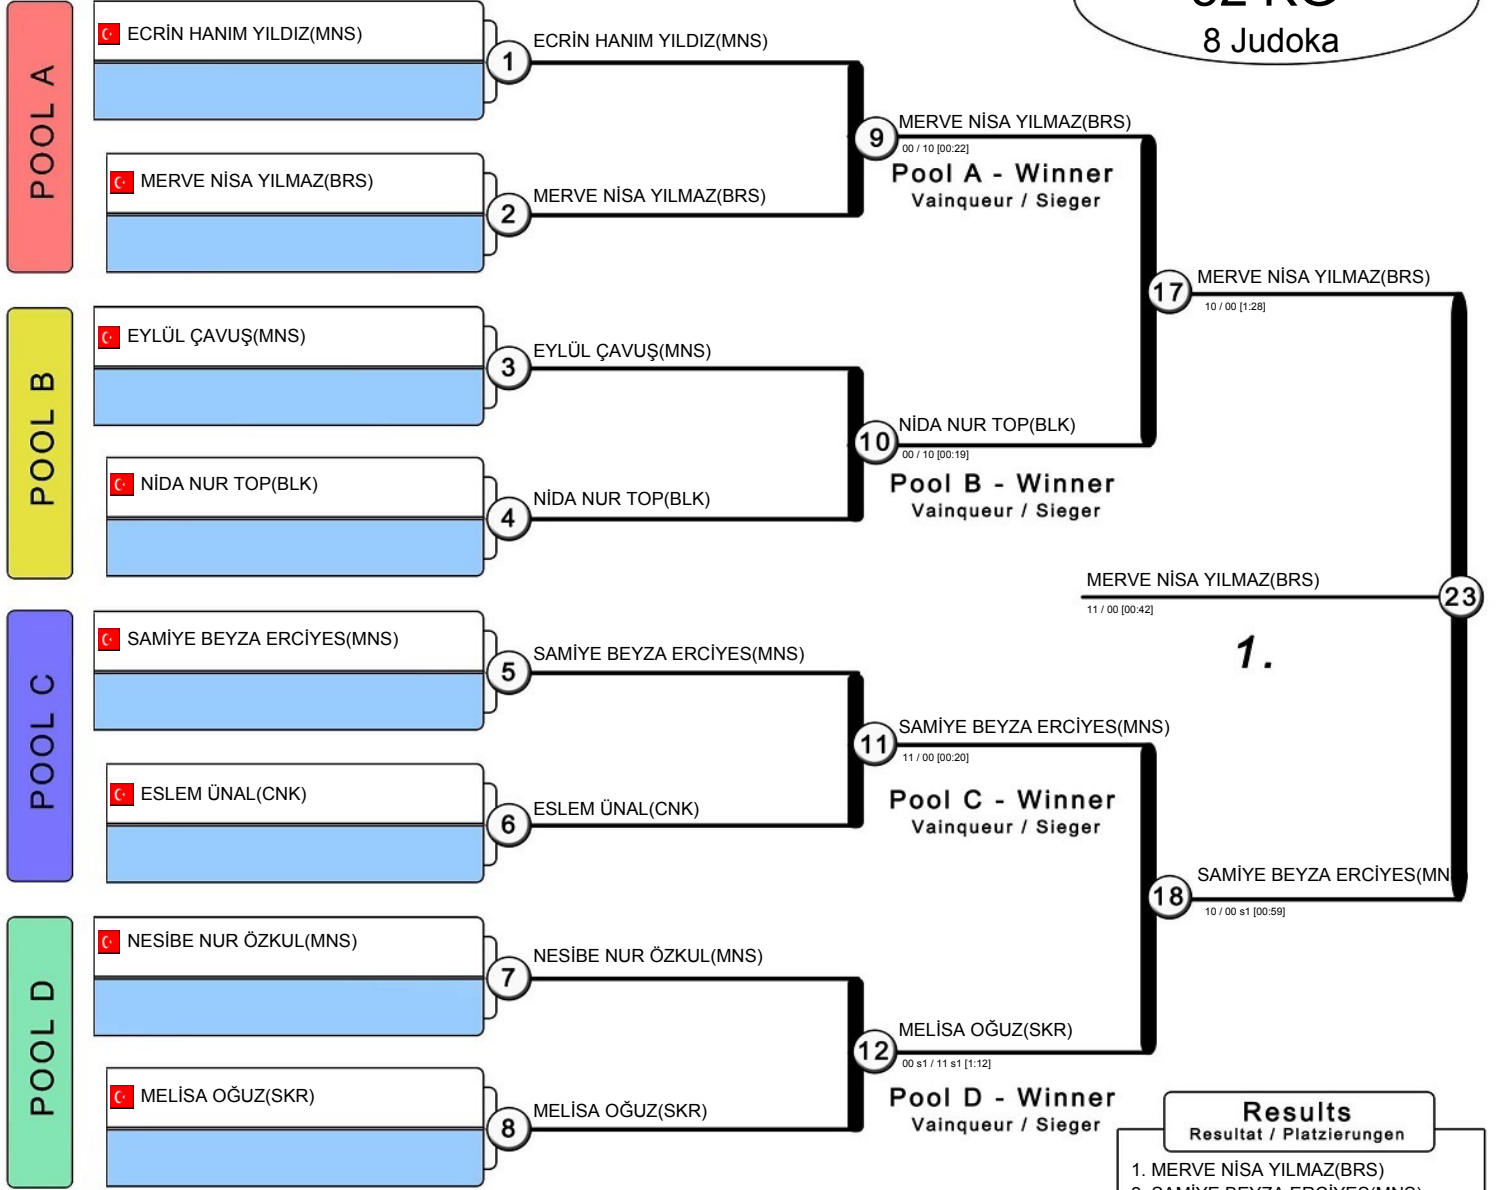 8 Judoka
POOL A
ECRİN HANIM YILDIZ(MNS)
1
ECRİN HANIM YILDIZ(MNS)
MERVE NİSA YILMAZ(BRS)
2
MERVE NİSA YILMAZ(BRS)
9
MERVE NİSA YILMAZ(BRS)
00 / 10 [00:22]
Pool A - Winner
Vainqueur / Sieger
POOL B
EYLÜL ÇAVUŞ(MNS)
3
EYLÜL ÇAVUŞ(MNS)
NİDA NUR TOP(BLK)
4
NİDA NUR TOP(BLK)
10
NİDA NUR TOP(BLK)
00 / 10 [00:19]
Pool B - Winner
Vainqueur / Sieger
17
MERVE NİSA YILMAZ(BRS)
10 / 00 [1:28]
MERVE NİSA YILMAZ(BRS)
11 / 00 [00:42]
23
1.
POOL C
SAMİYE BEYZA ERCİYES(MNS)
5
SAMİYE BEYZA ERCİYES(MNS)
ESLEM ÜNAL(CNK)
6
ESLEM ÜNAL(CNK)
11
SAMİYE BEYZA ERCİYES(MNS)
11 / 00 [00:20]
Pool C - Winner
Vainqueur / Sieger
18
SAMİYE BEYZA ERCİYES(MN
10 / 00 s1 [00:59]
POOL D
NESİBE NUR ÖZKUL(MNS)
7
NESİBE NUR ÖZKUL(MNS)
MELİSA OĞUZ(SKR)
8
MELİSA OĞUZ(SKR)
12
MELİSA OĞUZ(SKR)
00 s1 / 11 s1 [1:12]
Pool D - Winner
Vainqueur / Sieger
Results
Resultat / Platzierungen
1. MERVE NİSA YILMAZ(BRS)